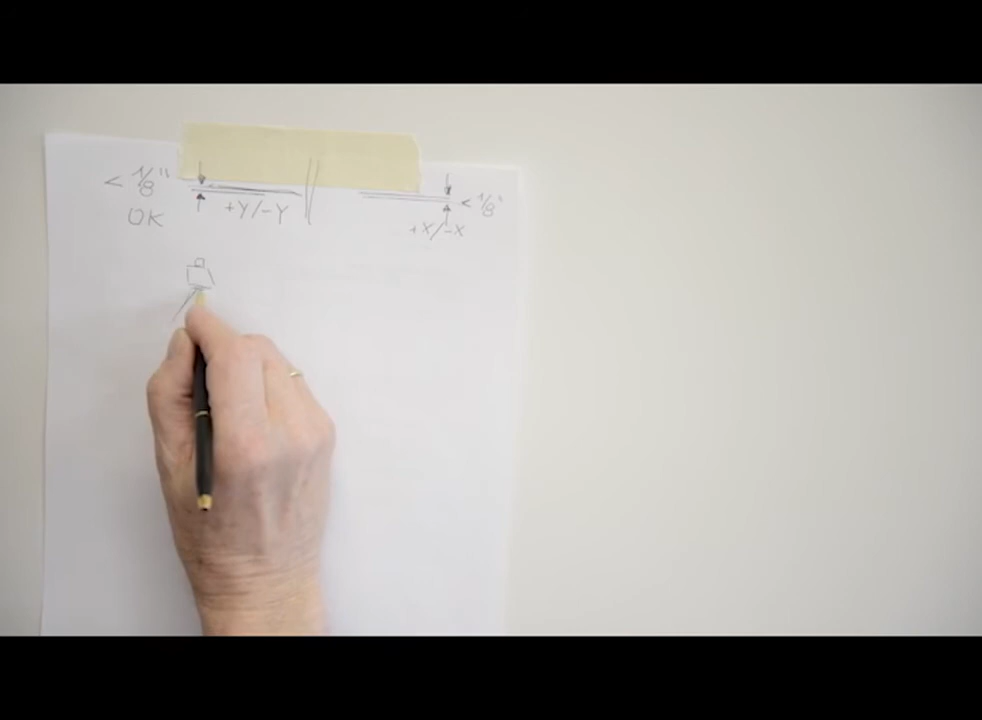 < 1/8"
OK
+Y/-Y
< 1/8"
+X/-X